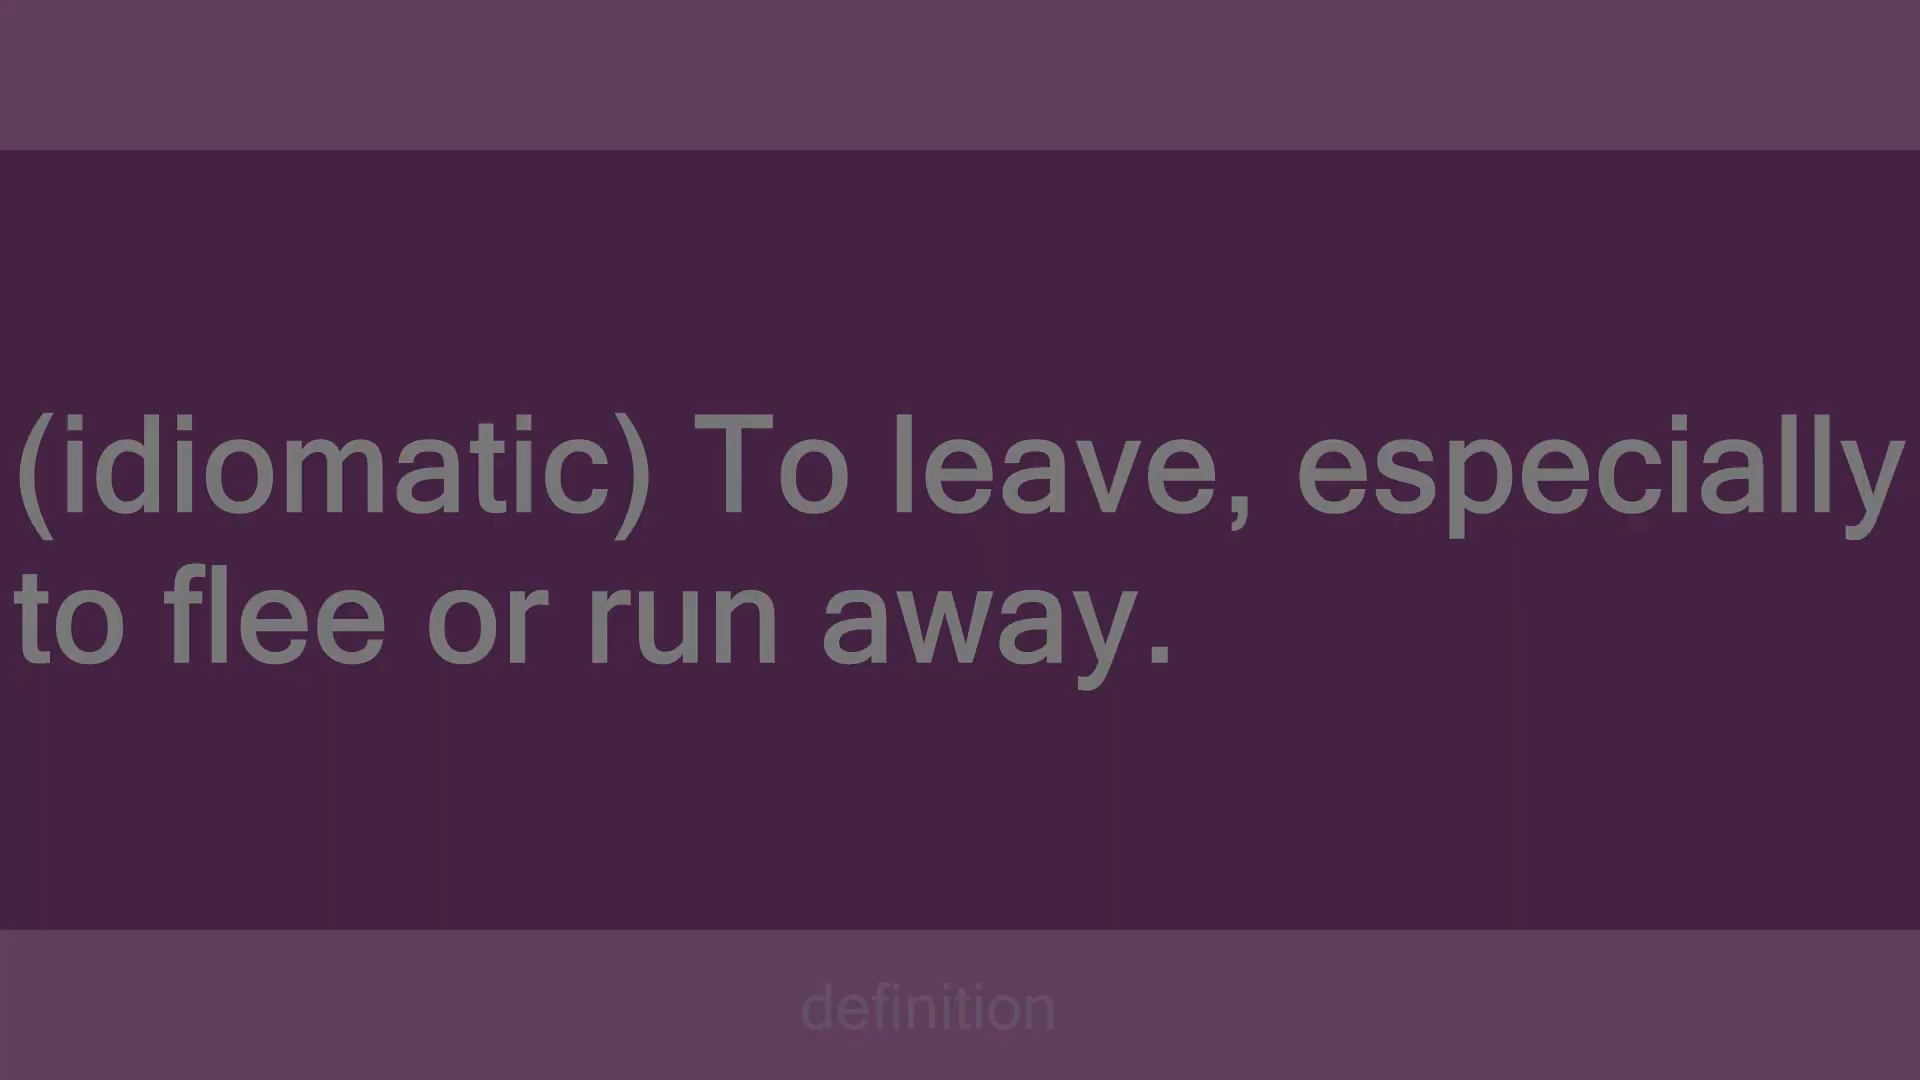 (idiomatic) To leave, especially
to flee or run away.
definition